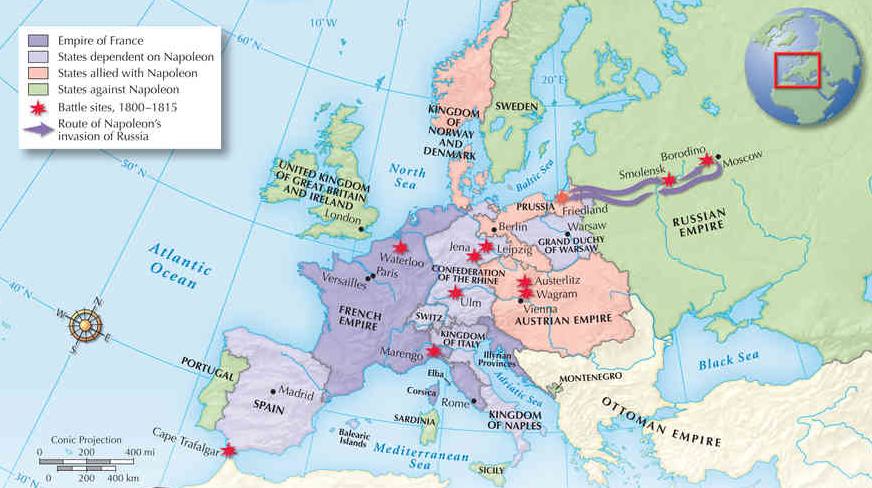 Empire of France
States dependent on Napoleon
States allied with Napoleon
States against Napoleon
Battle sites, 1800–1815
Route of Napoleon's
invasion of Russia
10°W
0°
60°N
20°E
50°N
40°N
30°N
KINGDOM
OF
NORWAY
AND
DENMARK
SWEDEN
North
Sea
Baltic Sea
Borodino
Smolensk
Moscow
UNITED KINGDOM
OF GREAT BRITAIN
AND IRELAND
London
PRUSSIA
Friedland
RUSSIAN
EMPIRE
Berlin
Warsaw
GRAND DUCHY
OF WARSAW
Jena
Leipzig
Atlantic
Ocean
Waterloo
Paris
Versailles
CONFEDERATION
OF THE RHINE
Austerlitz
Wagram
Ulm
Vienna
FRENCH
EMPIRE
SWITZ.
AUSTRIAN EMPIRE
N
W
E
S
KINGDOM
OF ITALY
Marengo
Illyrian
Provinces
Black Sea
PORTUGAL
Elba
Adriatic Sea
MONTENEGRO
Madrid
Corsica
Rome
SPAIN
OTTOMAN EMPIRE
SARDINIA
KINGDOM
OF
NAPLES
Balearic
Islands
Cape Trafalgar
Mediterranean
Sea
SICILY
Conic Projection
0 200 400 mi
0 200 400 km